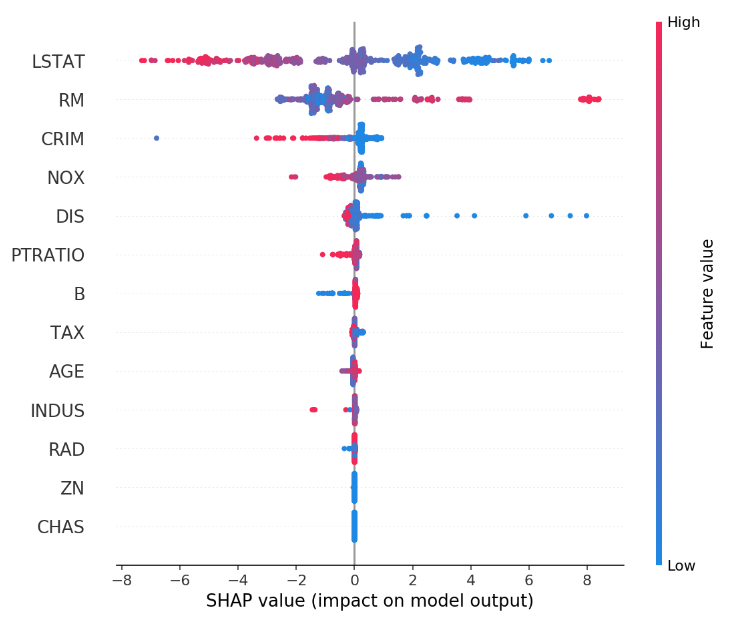 High
LSTAT
RM
CRIM
NOX
DIS
PTRATIO
B
TAX
AGE
INDUS
RAD
ZN
CHAS
Feature value
Low
−8 −6 −4 −2 0 2 4 6 8
SHAP value (impact on model output)